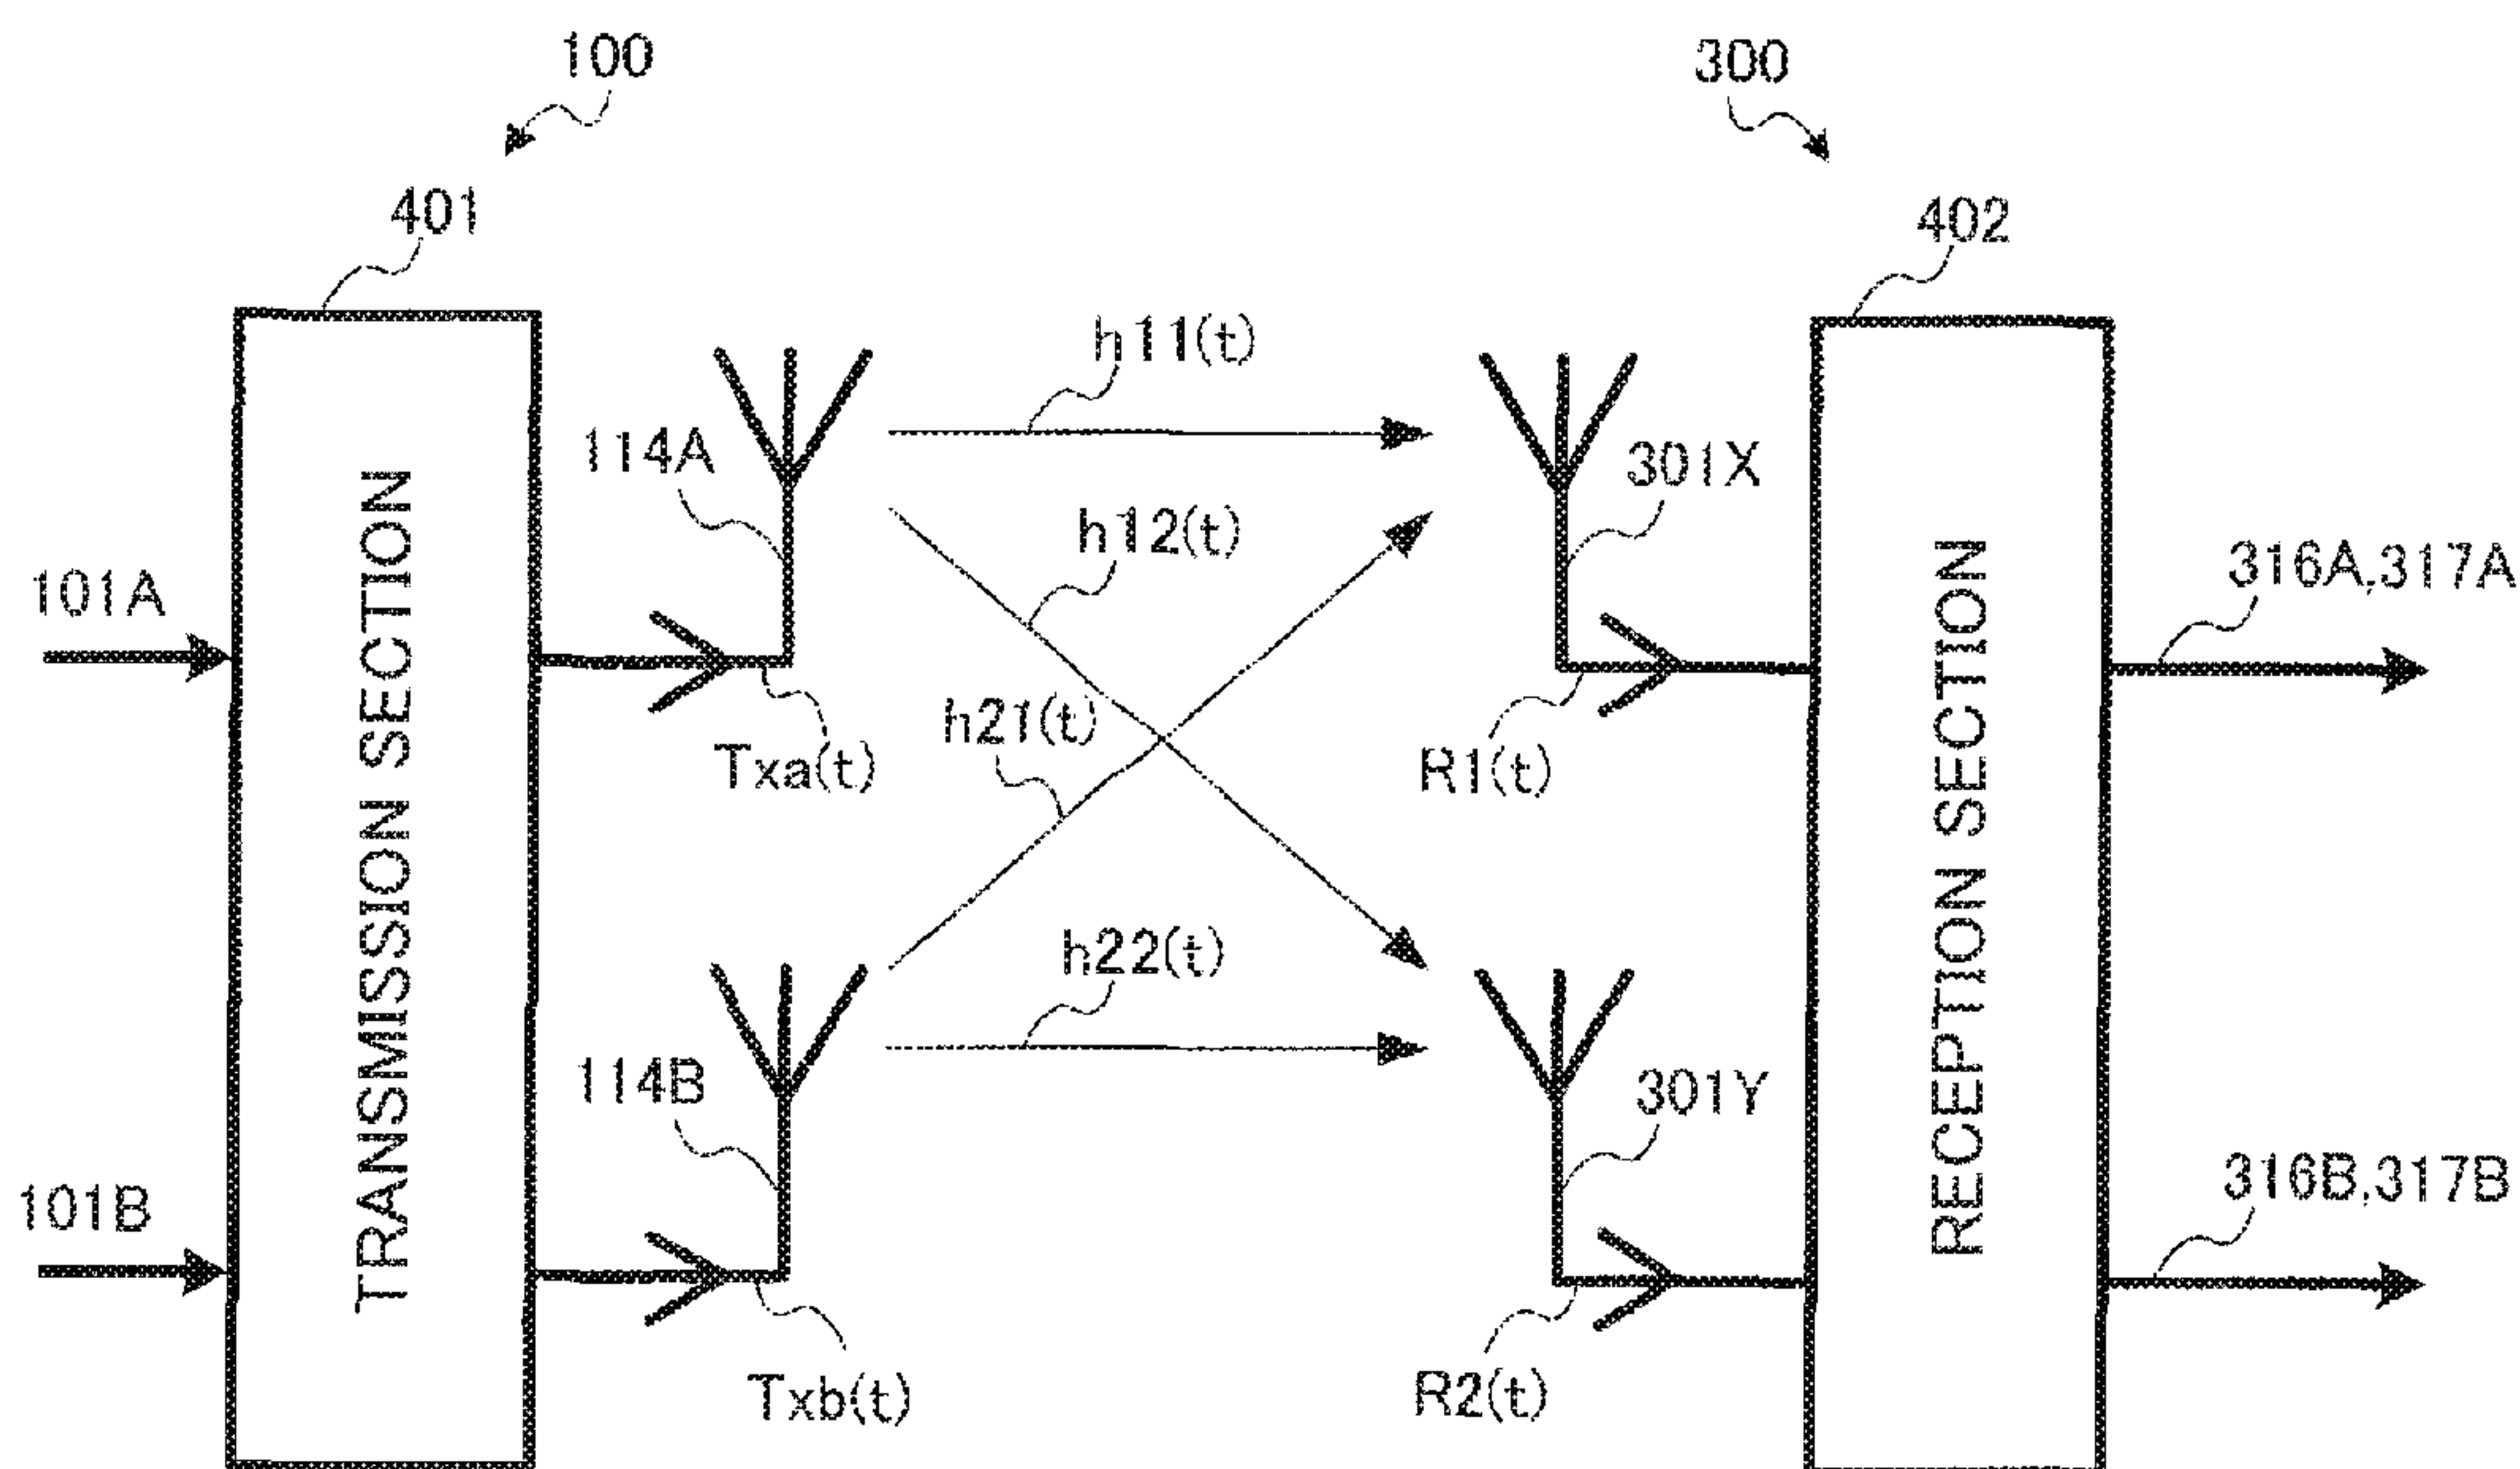 100
300
401
402
h11(t)
114A
301X
h12(t)
101A
316A,317A
TRANSMISSION SECTION
RECEPTION SECTION
h21(t)
Txa(t)
R1(t)
h22(t)
114B
301Y
101B
316B,317B
Txb(t)
R2(t)